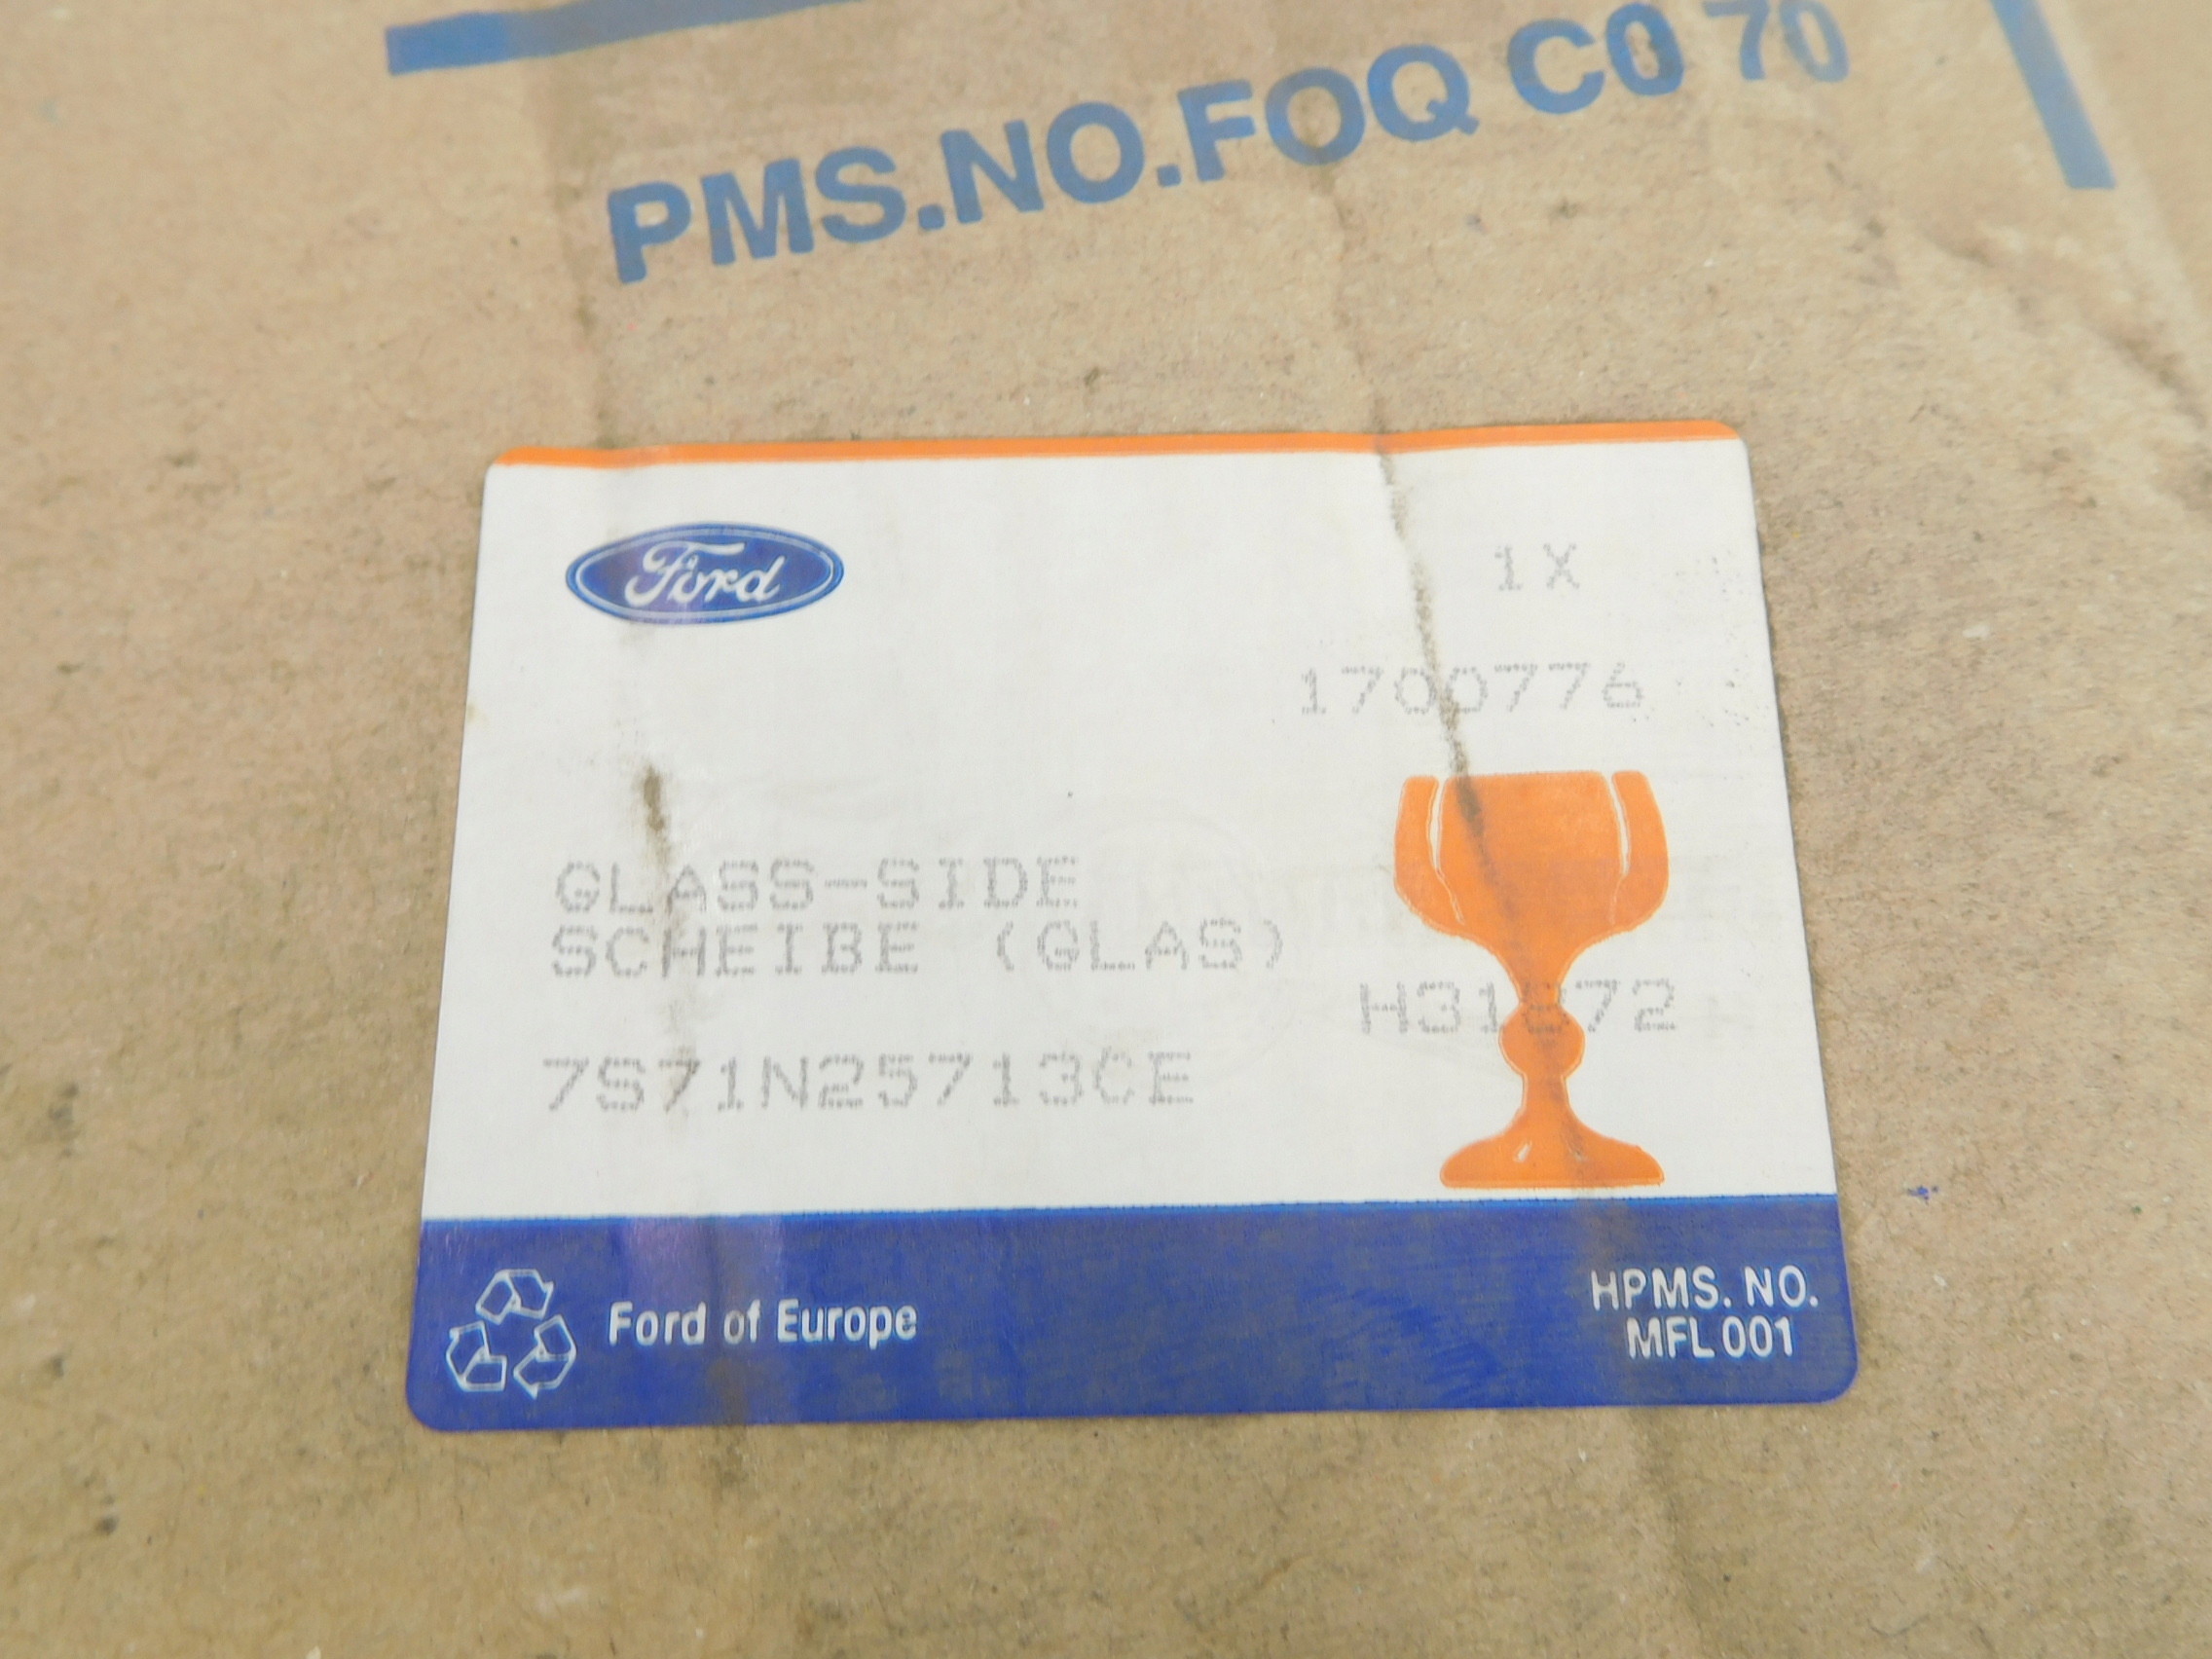 PMS.NO.FOQ C0 70
Ford
1X
1700776
GLASS-SIDE
SCHEIBE (GLAS)
7S71N25713CE
Ford of Europe
HPMS. NO.
MFL 001